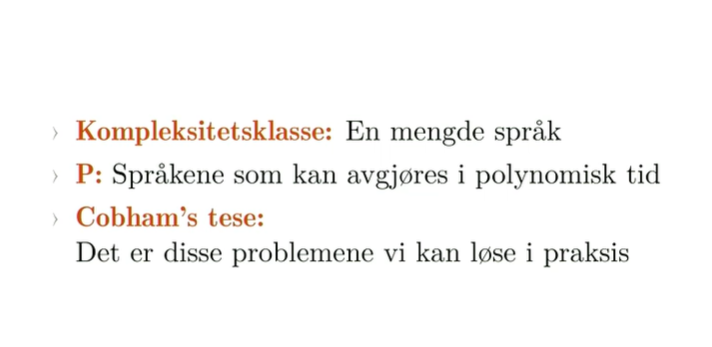 › Kompleksitetsklasse: En mengde språk
› P: Språkene som kan avgjøres i polynomisk tid
› Cobham's tese:
Det er disse problemene vi kan løse i praksis